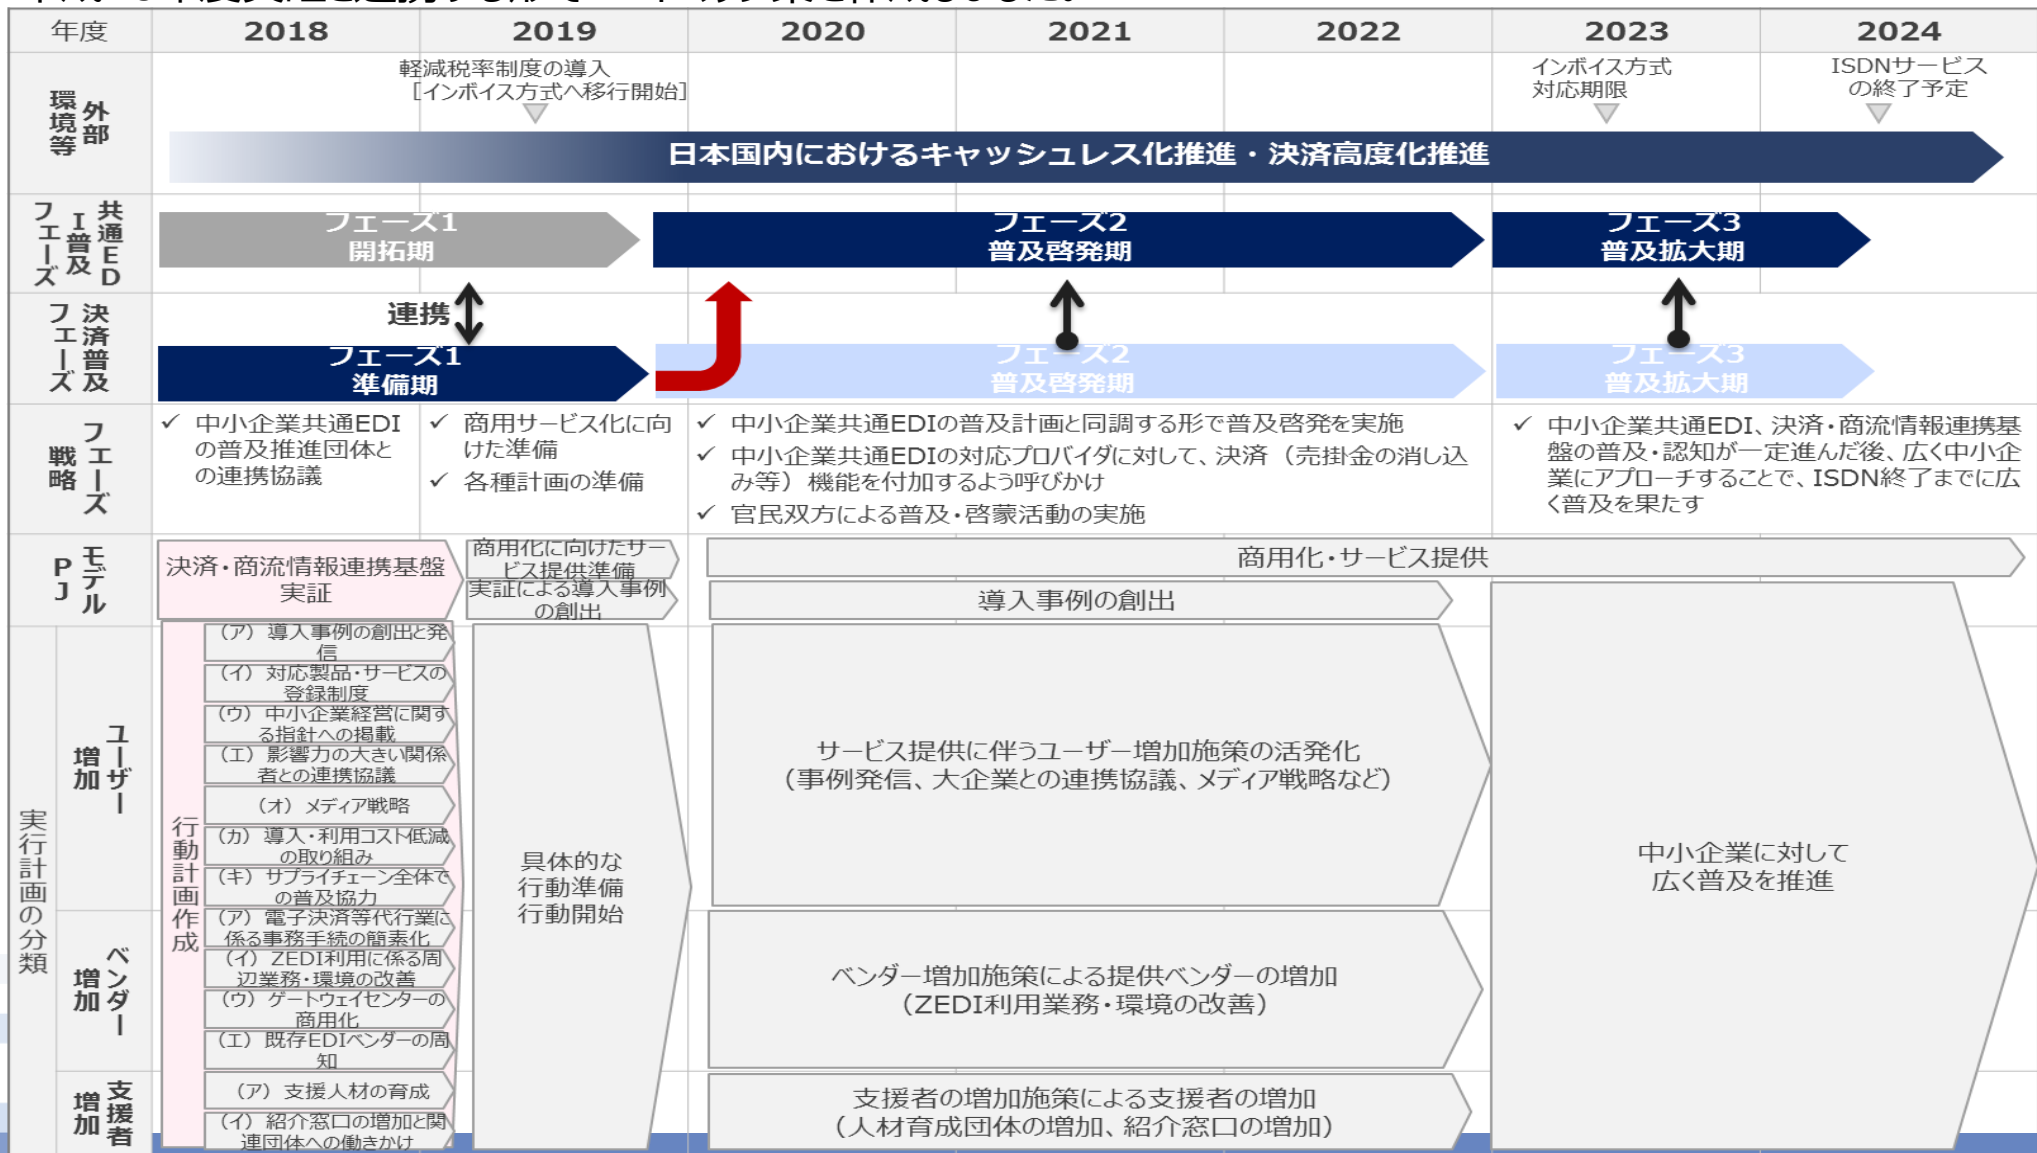 年度
2018
2019
2020
2021
2022
2023
2024
外部
環境等
軽減税率制度の導入
[インボイス方式へ移行開始]
インボイス方式
対応期限
ISDNサービス
の終了予定
日本国内におけるキャッシュレス化推進・決済高度化推進
共通ED
I普及
フェーズ
フェーズ1
開拓期
フェーズ2
普及啓発期
フェーズ3
普及拡大期
連携
決済普及
フェーズ
フェーズ1
準備期
フェーズ2
普及啓発期
フェーズ3
普及拡大期
フェーズ
戦略
✓ 中小企業共通EDI
の普及推進団体と
の連携協議
✓ 商用サービス化に向
けた準備
✓ 各種計画の準備
✓ 中小企業共通EDIの普及計画と同調する形で普及啓発を実施
✓ 中小企業共通EDIの対応プロバイダに対して、決済（売掛金の消し込
み等）機能を付加するよう呼びかけ
✓ 官民双方による普及・啓蒙活動の実施
✓ 中小企業共通EDI、決済・商流情報連携基
盤の普及・認知が一定進んだ後、広く中小企
業にアプローチすることで、ISDN終了までに広
く普及を果たす
モデル
PJ
決済・商流情報連携基盤
実証
商用化に向けたサー
ビス提供準備
実証による導入事例
の創出
商用化・サービス提供
導入事例の創出
実行計画の分類
ユーザー
増加
ベンダー
増加
支援者
増加
行動計画作成
（ア）導入事例の創出と発
信
（イ）対応製品・サービスの
登録制度
（ウ）中小企業経営に関す
る指針への掲載
（エ）影響力の大きい関係
者との連携協議
（オ）メディア戦略
（カ）導入・利用コスト低減
の取り組み
（キ）サプライチェーン全体で
の普及協力
（ア）電子決済等代行業に
係る事務手続の簡素化
（イ）ZEDI利用に係る周
辺業務・環境の改善
（ウ）ゲートウェイセンターの
商用化
（エ）既存EDIベンダーの周
知
（ア）支援人材の育成
（イ）紹介窓口の増加と関
連団体への働きかけ
具体的な
行動準備
行動開始
サービス提供に伴うユーザー増加施策の活発化
（事例発信、大企業との連携協議、メディア戦略など）
ベンダー増加施策による提供ベンダーの増加
（ZEDI利用業務・環境の改善）
支援者の増加施策による支援者の増加
（人材育成団体の増加、紹介窓口の増加）
中小企業に対して
広く普及を推進